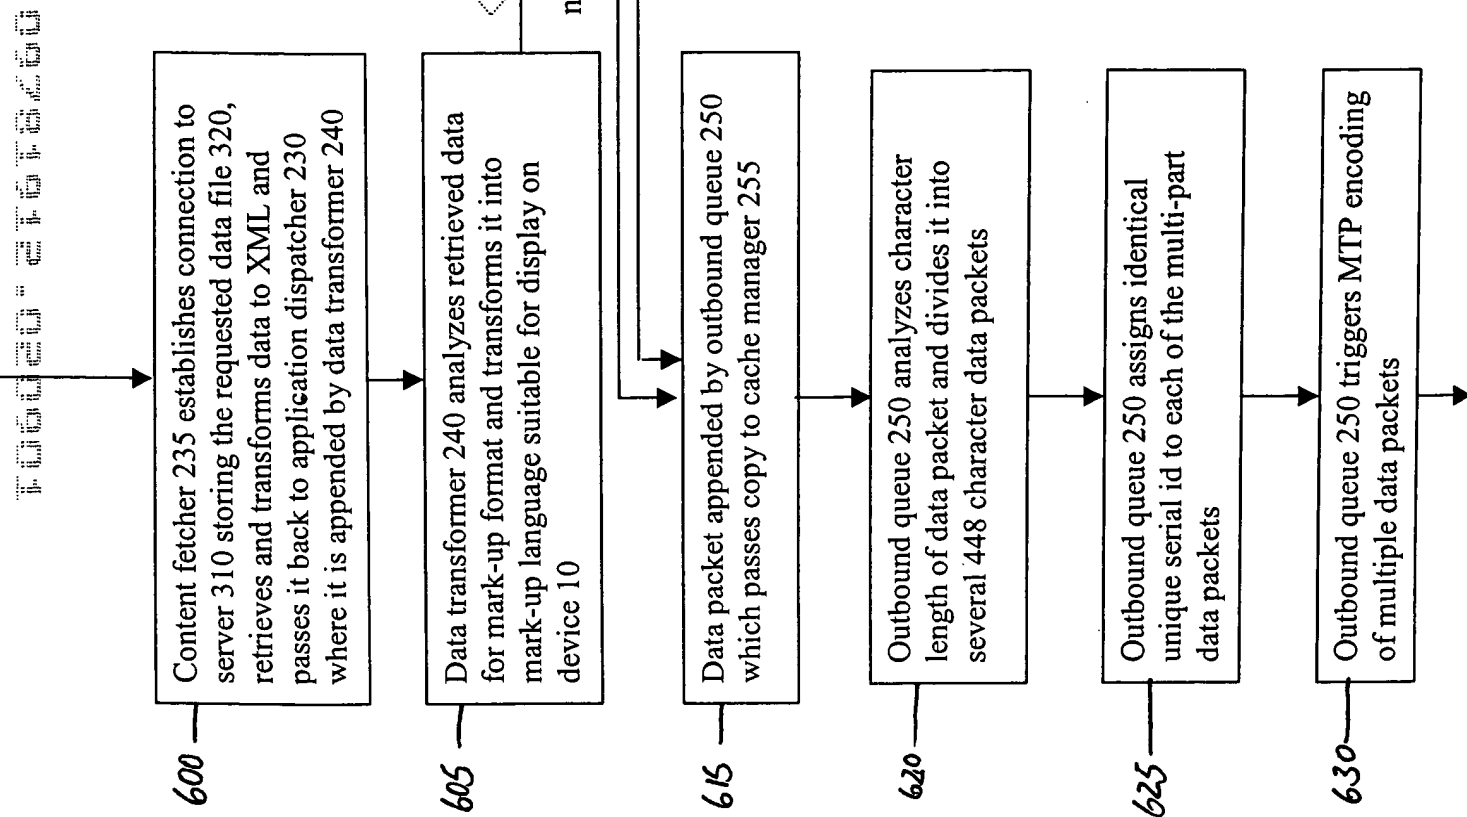 600
Content fetcher 235 establishes connection to
server 310 storing the requested data file 320,
retrieves and transforms data to XML and
passes it back to application dispatcher 230
where it is appended by data transformer 240
605
Data transformer 240 analyzes retrieved data
for mark-up format and transforms it into
mark-up language suitable for display on
device 10
615
Data packet appended by outbound queue 250
which passes copy to cache manager 255
620
Outbound queue 250 analyzes character
length of data packet and divides it into
several 448 character data packets
625
Outbound queue 250 assigns identical
unique serial id to each of the multi-part
data packets
630
Outbound queue 250 triggers MTP encoding
of multiple data packets